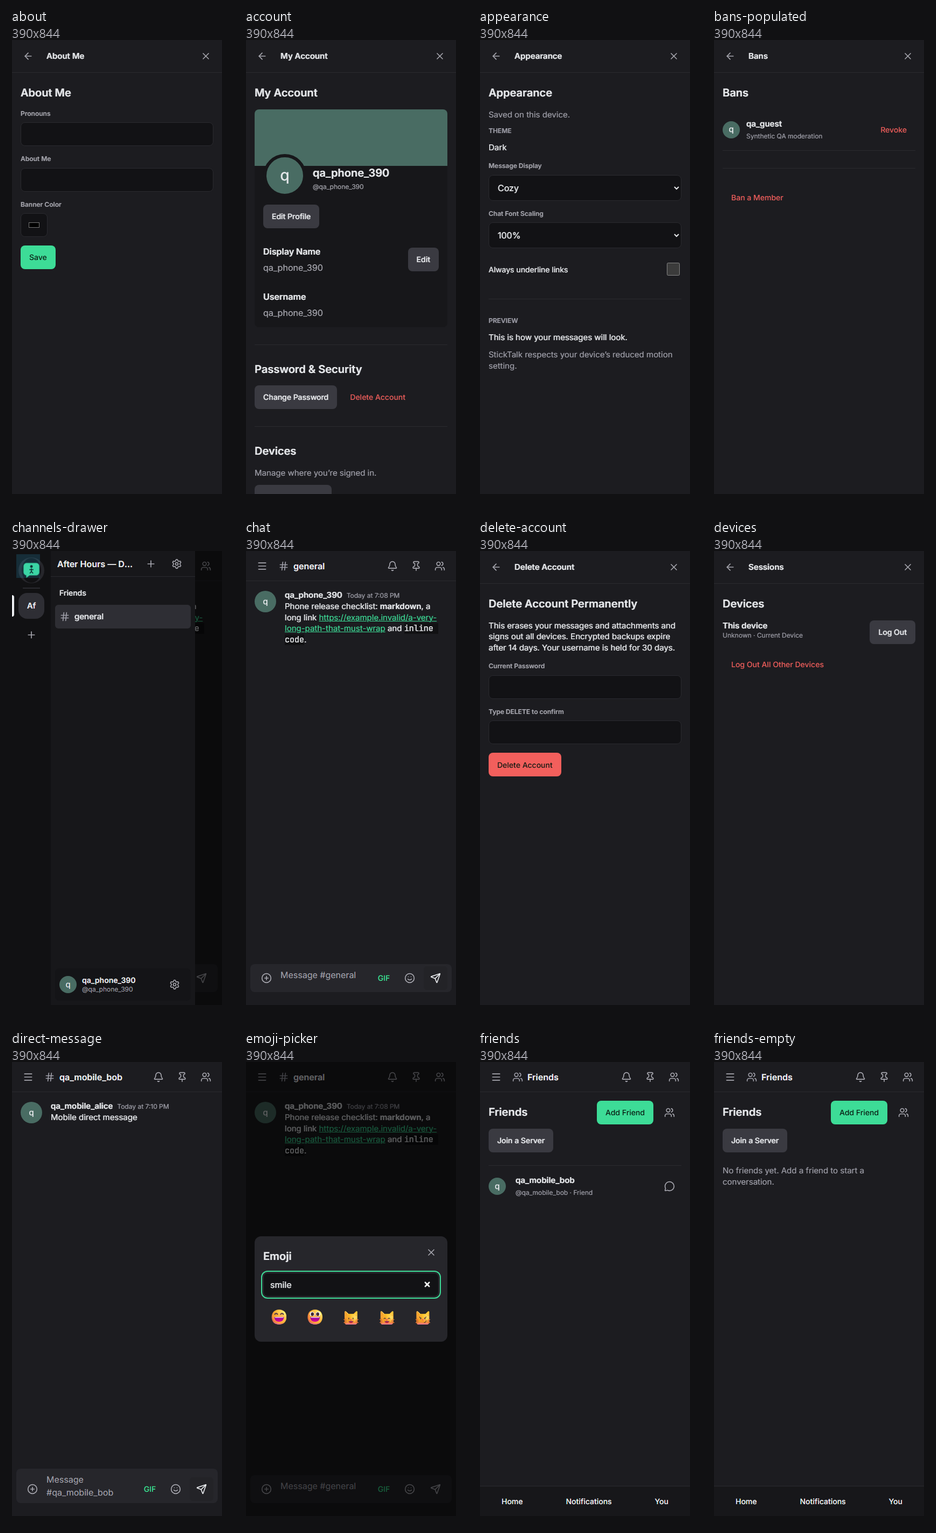 about
390x844
About Me
About Me
Pronouns
About Me
Banner Color
Save
account
390x844
My Account
My Account
q
qa_phone_390
@qa_phone_390
Edit Profile
Display Name
qa_phone_390
Edit
Username
qa_phone_390
Password & Security
Change Password
Delete Account
Devices
Manage where you're signed in.
appearance
390x844
Appearance
Appearance
Saved on this device.
THEME
Dark
Message Display
Cozy
Chat Font Scaling
100%
Always underline links
PREVIEW
This is how your messages will look.
StickTalk respects your device's reduced motion
setting.
bans-populated
390x844
Bans
Bans
q
qa_guest
Synthetic QA moderation
Revoke
Ban a Member
channels-drawer
390x844
After Hours — D...
Friends
Af
# general
q
qa_phone_390
@qa_phone_390
chat
390x844
# general
q
qa_phone_390 Today at 7:08 PM
Phone release checklist: markdown, a
long link https://example.invalid/a-very-
long-path-that-must-wrap and inline
code.
Message #general
GIF
delete-account
390x844
Delete Account
Delete Account Permanently
This erases your messages and attachments and
signs out all devices. Encrypted backups expire
after 14 days. Your username is held for 30 days.
Current Password
Type DELETE to confirm
Delete Account
devices
390x844
Sessions
Devices
This device
Unknown · Current Device
Log Out
Log Out All Other Devices
direct-message
390x844
# qa_mobile_bob
q
qa_mobile_alice Today at 7:10 PM
Mobile direct message
Message
#qa_mobile_bob
GIF
emoji-picker
390x844
# general
q
qa_phone_390 Today at 7:08 PM
Phone release checklist: markdown, a
long link https://example.invalid/a-very-
long-path-that-must-wrap and inline
code.
Emoji
smile
Message #general
GIF
friends
390x844
Friends
Friends
Add Friend
Join a Server
q
qa_mobile_bob
@qa_mobile_bob · Friend
Home
Notifications
You
friends-empty
390x844
Friends
Friends
Add Friend
Join a Server
No friends yet. Add a friend to start a
conversation.
Home
Notifications
You